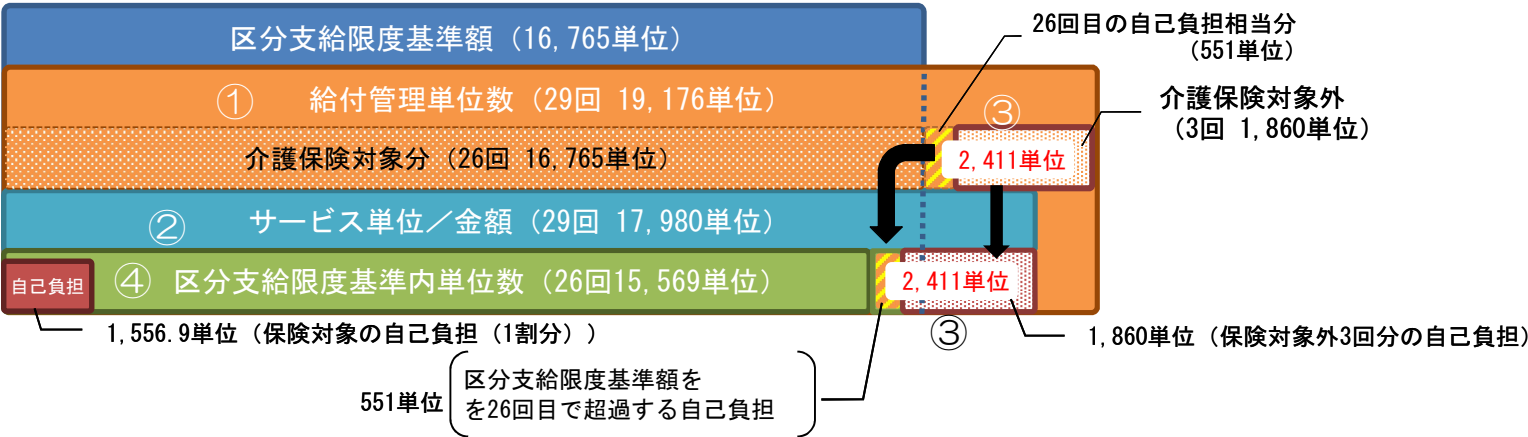 区分支給限度基準額（16,765単位）
26回目の自己負担相当分
（551単位）
① 給付管理単位数（29回 19,176単位）
③
介護保険対象外
（3回 1,860単位）
介護保険対象分（26回 16,765単位）
2,411単位
② サービス単位／金額（29回 17,980単位）
自己負担
④ 区分支給限度基準内単位数（26回15,569単位）
2,411単位
③
1,556.9単位（保険対象の自己負担（1割分））
1,860単位（保険対象外3回分の自己負担）
551単位
区分支給限度基準額を
を26回目で超過する自己負担